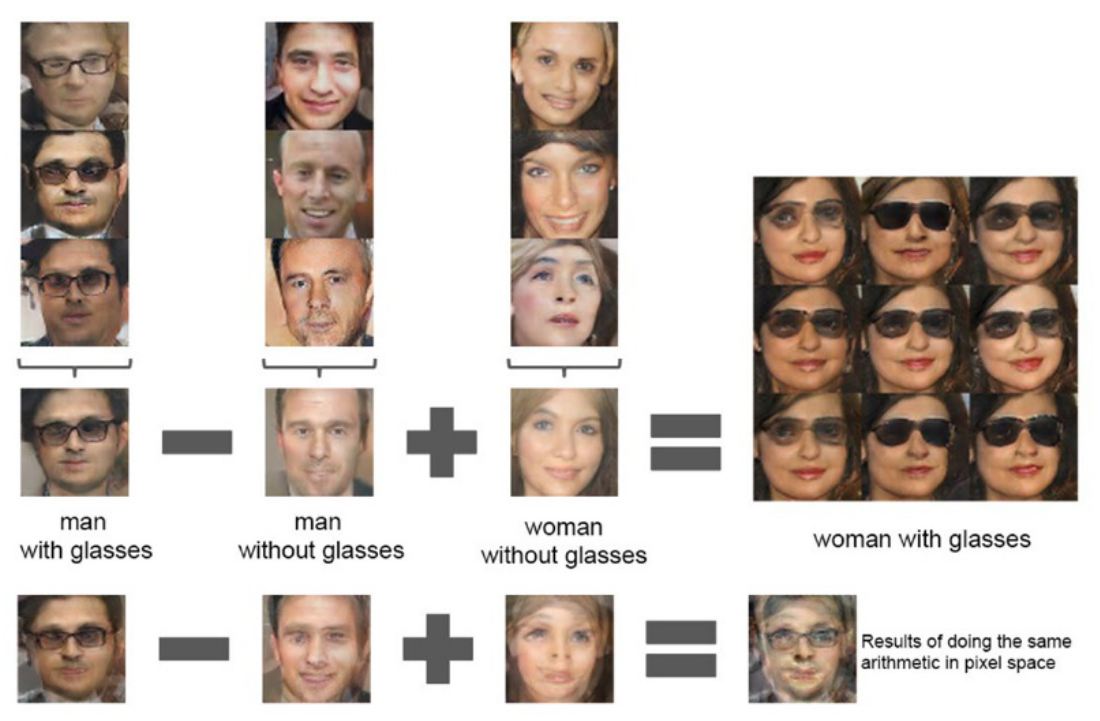 man
with glasses
man
without glasses
woman
without glasses
woman with glasses
Results of doing the same
arithmetic in pixel space